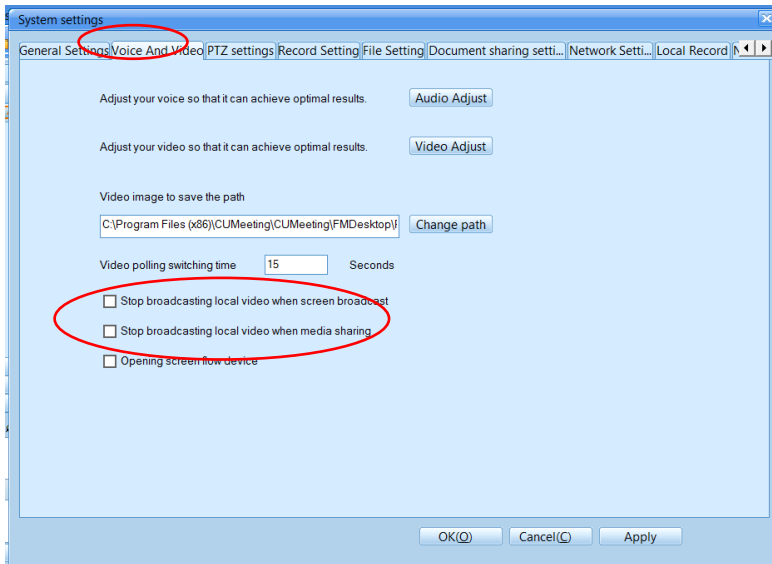 System settings
General Settings Voice And Video PTZ settings Record Setting File Setting Document sharing setti... Network Setti... Local Record
Adjust your voice so that it can achieve optimal results. Audio Adjust
Adjust your video so that it can achieve optimal results. Video Adjust
Video image to save the path
C:\Program Files (x86)\CUMeeting\CUMeeting\FMDesktop\ Change path
Video polling switching time 15 Seconds
Stop broadcasting local video when screen broadcast
Stop broadcasting local video when media sharing
Opening screen flow device
OK(O) Cancel(C) Apply